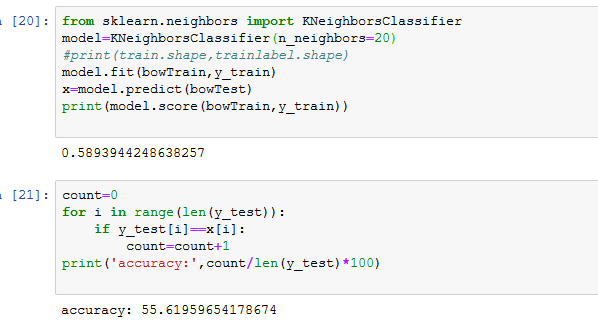 [20]: from sklearn.neighbors import KNeighborsClassifier
model=KNeighborsClassifier(n_neighbors=20)
#print(train.shape,trainlabel.shape)
model.fit(bowTrain,y_train)
x=model.predict(bowTest)
print(model.score(bowTrain,y_train))
0.5893944248638257
[21]: count=0
for i in range(len(y_test)):
if y_test[i]==x[i]:
count=count+1
print('accuracy:',count/len(y_test)*100)
accuracy: 55.61959654178674